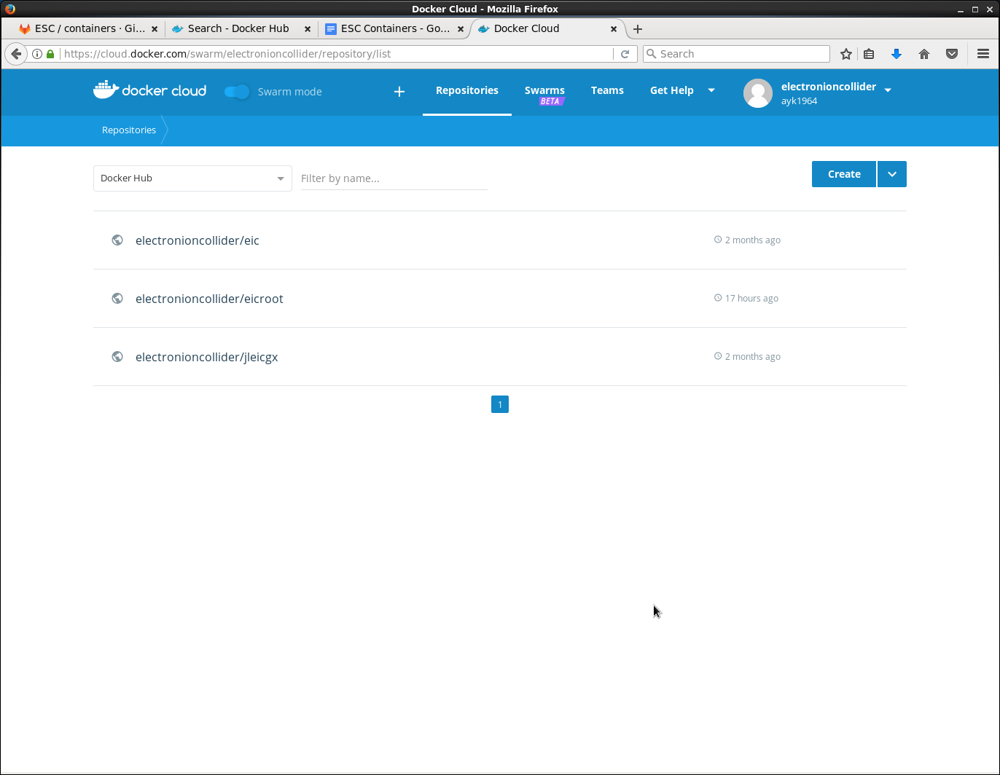 Docker Cloud - Mozilla Firefox
ESC / containers · Gi...
Search - Docker Hub
ESC Containers - Go...
Docker Cloud
https://cloud.docker.com/swarm/electronioncollider/repository/list
Search
docker cloud
Swarm mode
Repositories
Swarms
BETA
Teams
Get Help
electronioncollider
ayk1964
Repositories
Docker Hub
Filter by name...
Create
electronioncollider/eic
2 months ago
electronioncollider/eicroot
17 hours ago
electronioncollider/jleicgx
2 months ago
1